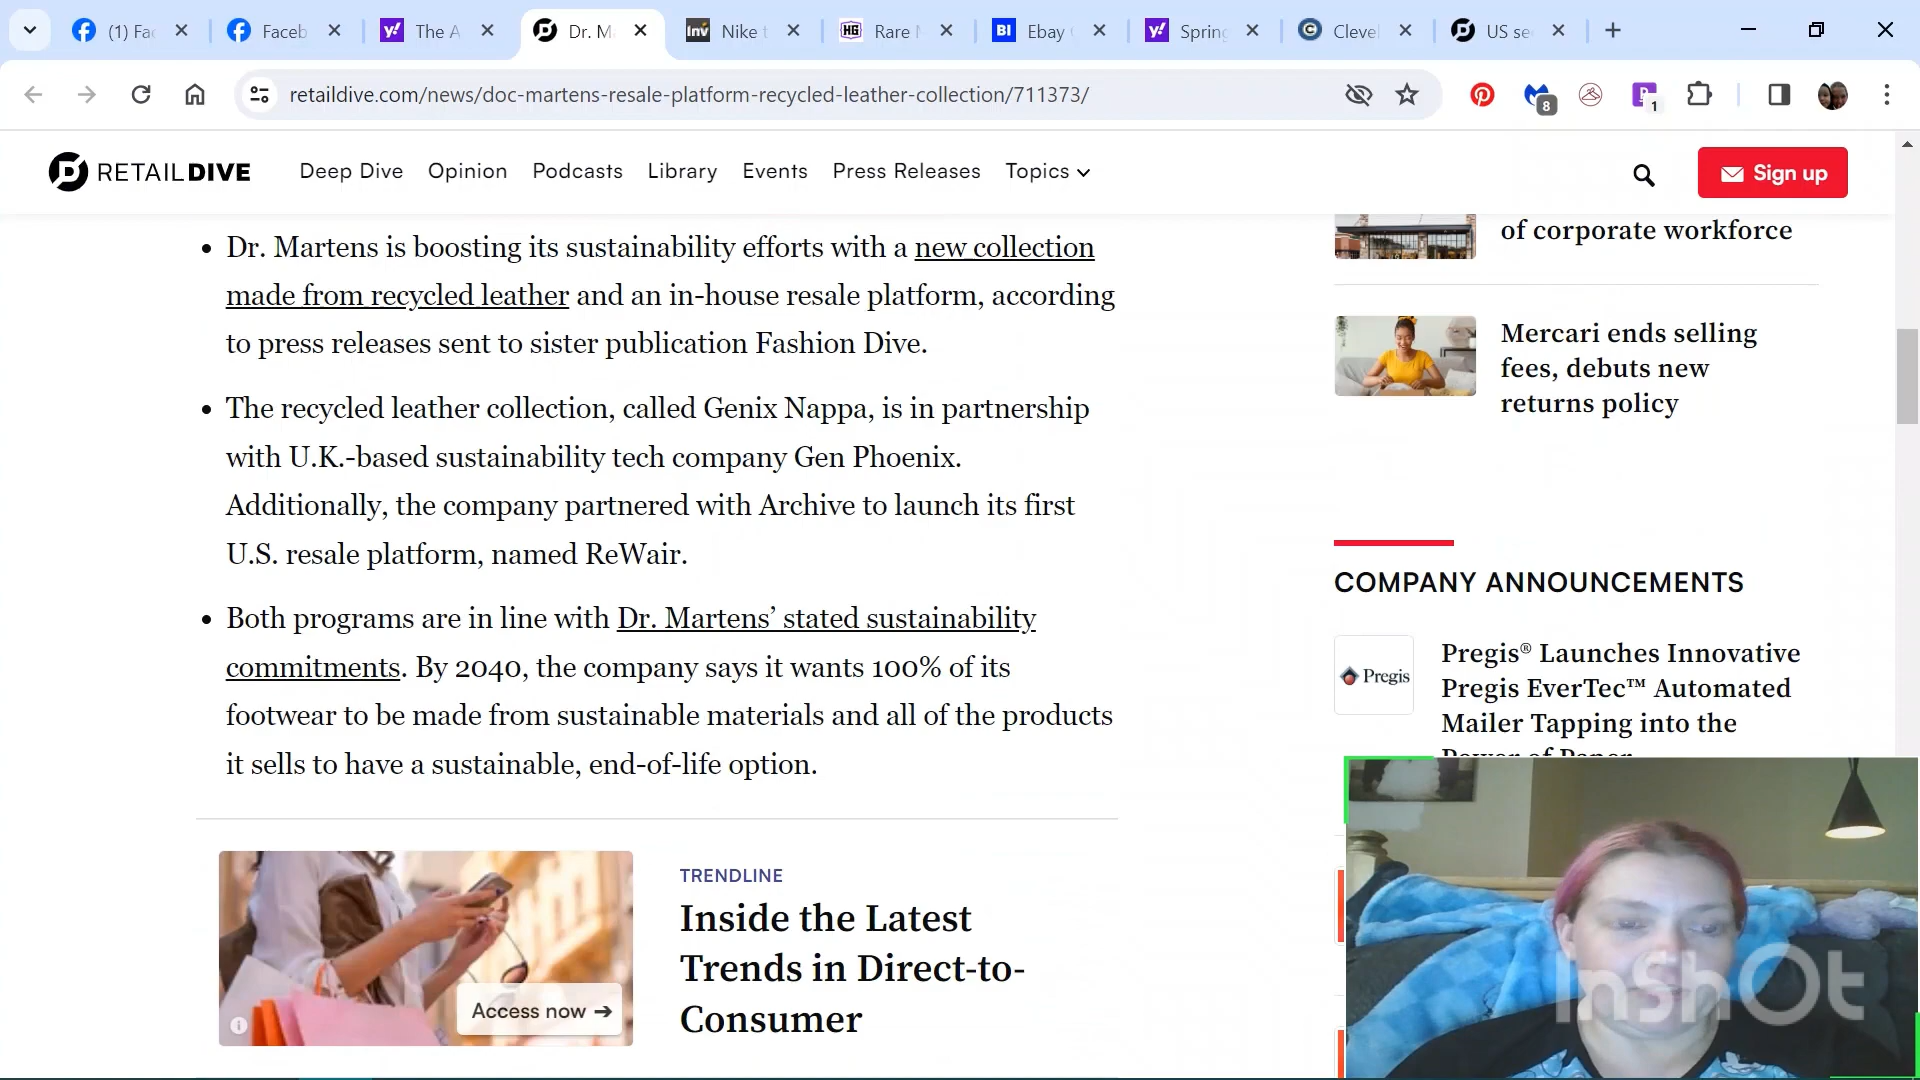 (1) Fac
Faceb
The A
Dr. Ma
Inv
Nike t
HG
Rare
BI
Ebay
Spring
Clevel
US se
retaildive.com/news/doc-martens-resale-platform-recycled-leather-collection/711373/
8
1
RETAILDIVE
Deep Dive
Opinion
Podcasts
Library
Events
Press Releases
Topics
Sign up
• Dr. Martens is boosting its sustainability efforts with a new collection
made from recycled leather and an in-house resale platform, according
to press releases sent to sister publication Fashion Dive.
• The recycled leather collection, called Genix Nappa, is in partnership
with U.K.-based sustainability tech company Gen Phoenix.
Additionally, the company partnered with Archive to launch its first
U.S. resale platform, named ReWair.
• Both programs are in line with Dr. Martens’ stated sustainability
commitments. By 2040, the company says it wants 100% of its
footwear to be made from sustainable materials and all of the products
it sells to have a sustainable, end-of-life option.
Access now →
TRENDLINE
Inside the Latest
Trends in Direct-to-
Consumer
of corporate workforce
Mercari ends selling
fees, debuts new
returns policy
COMPANY ANNOUNCEMENTS
Pregis
Pregis® Launches Innovative
Pregis EverTec™ Automated
Mailer Tapping into the
Power of Paper
InShOt